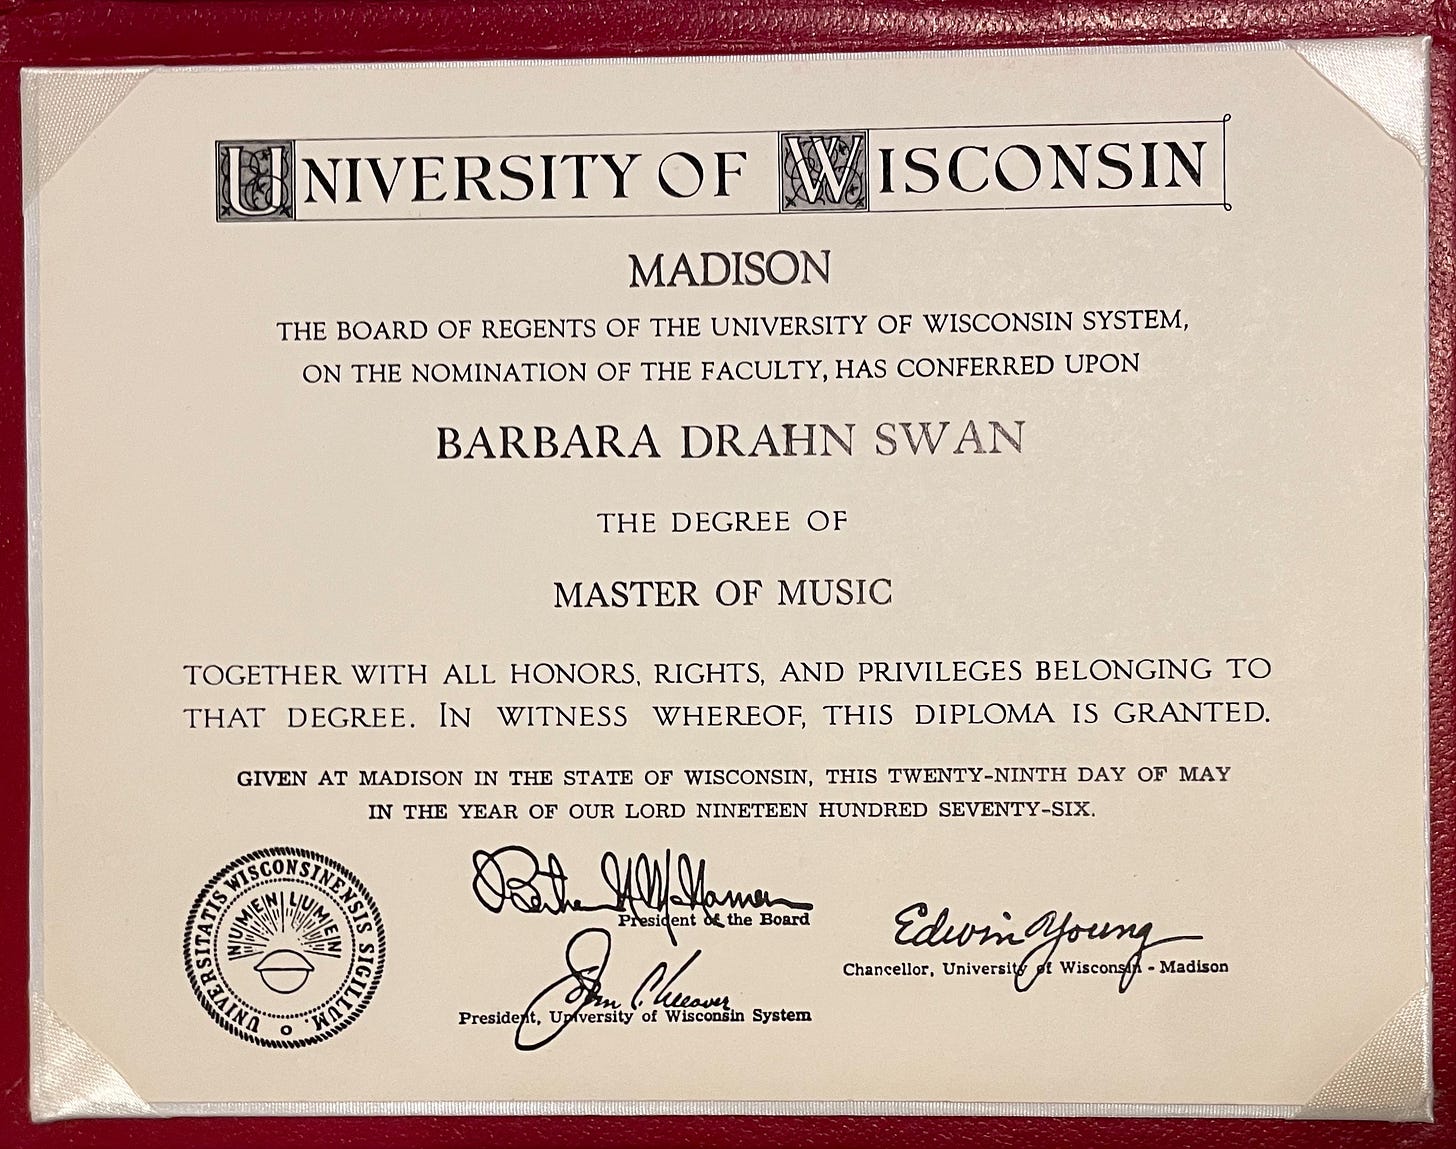 UNIVERSITY OF WISCONSIN
MADISON
THE BOARD OF REGENTS OF THE UNIVERSITY OF WISCONSIN SYSTEM,
ON THE NOMINATION OF THE FACULTY, HAS CONFERRED UPON
BARBARA DRAHN SWAN
THE DEGREE OF
MASTER OF MUSIC
TOGETHER WITH ALL HONORS, RIGHTS, AND PRIVILEGES BELONGING TO
THAT DEGREE. IN WITNESS WHEREOF, THIS DIPLOMA IS GRANTED.
GIVEN AT MADISON IN THE STATE OF WISCONSIN, THIS TWENTY-NINTH DAY OF MAY
IN THE YEAR OF OUR LORD NINETEEN HUNDRED SEVENTY-SIX.
UNIVERSITATIS WISCONSINENSIS SIGILLUM.
NUMEN LUMEN
President of the Board
John C. Weaver
President, University of Wisconsin System
Edwin Young
Chancellor, University of Wisconsin - Madison